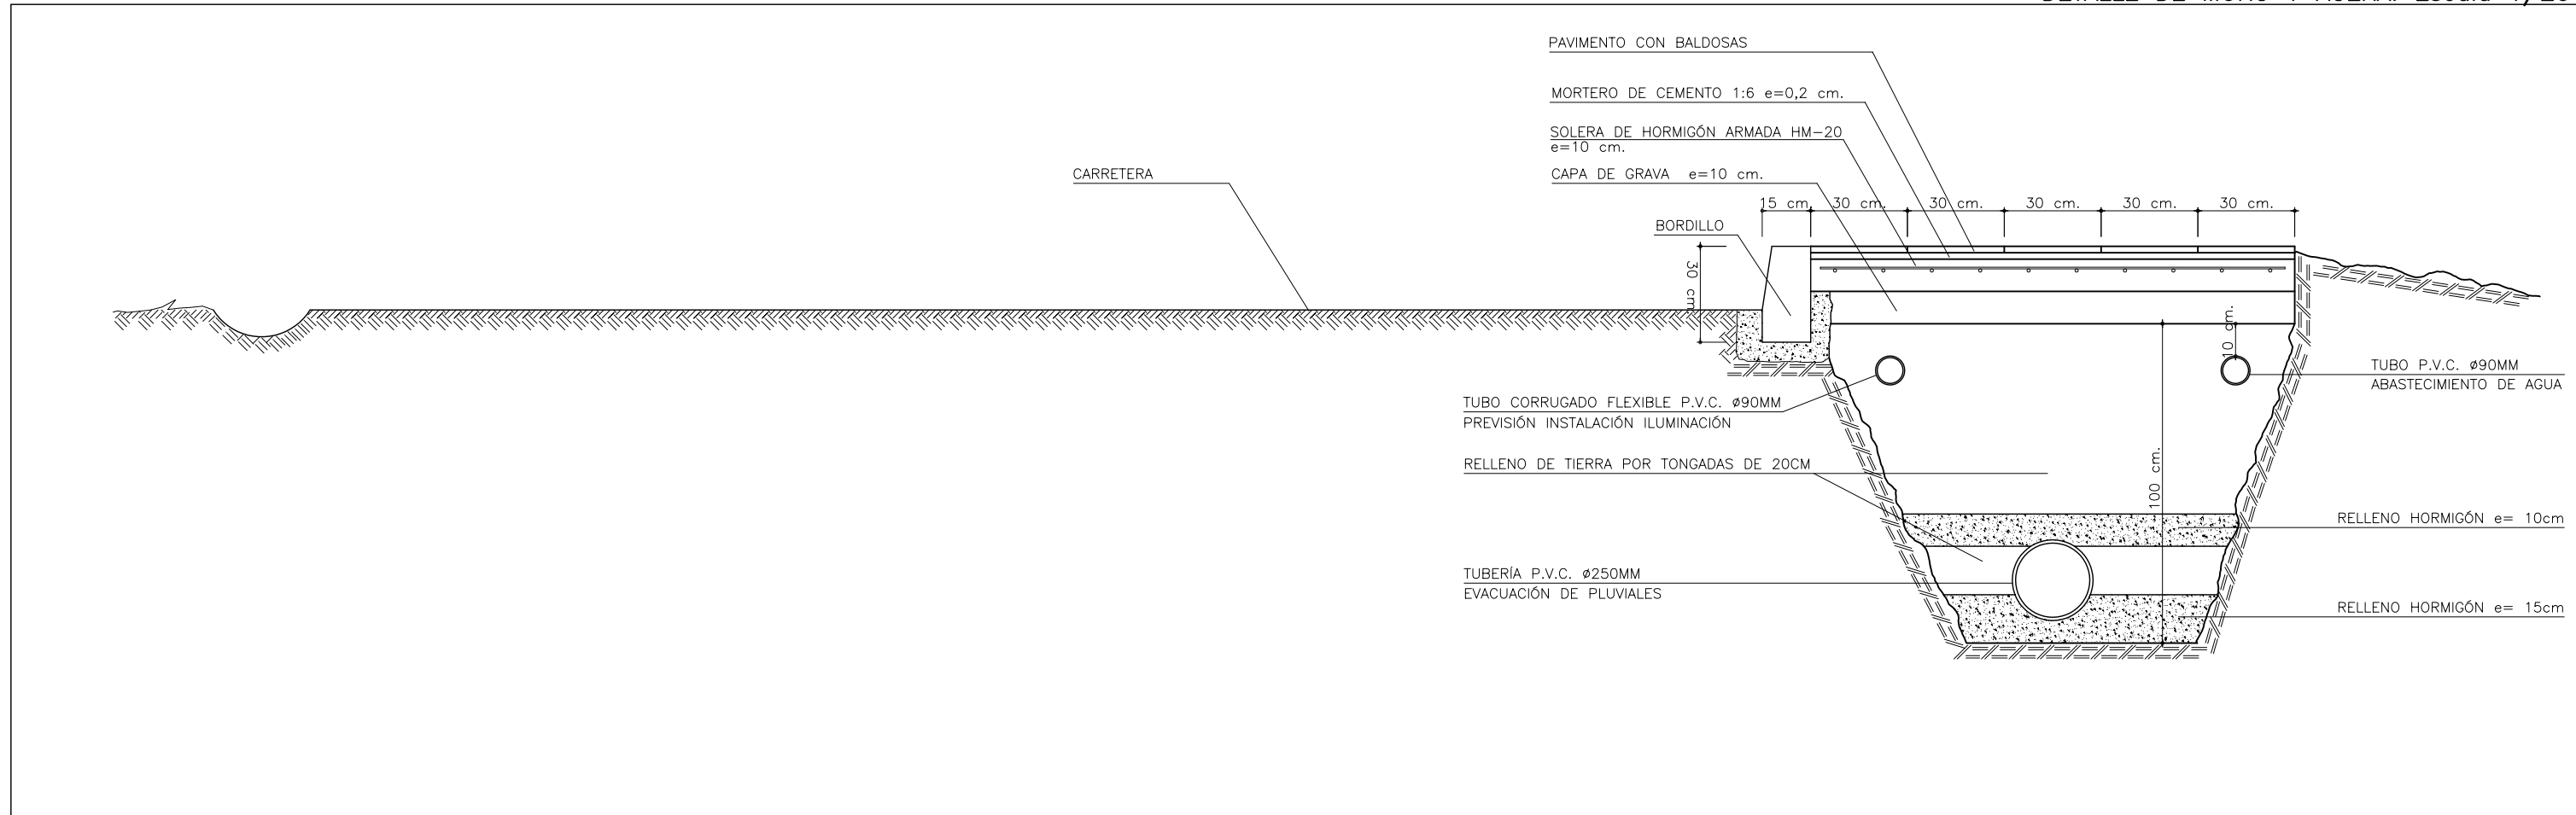 PAVIMENTO CON BALDOSAS
MORTERO DE CEMENTO 1:6 e=0,2 cm.
SOLERA DE HORMIGÓN ARMADA HM-20
e=10 cm.
CARRETERA
CAPA DE GRAVA e=10 cm.
15 cm.
30 cm.
30 cm.
30 cm.
30 cm.
30 cm.
BORDILLO
30 cm.
10 cm.
TUBO P.V.C. ø90MM
ABASTECIMIENTO DE AGUA
TUBO CORRUGADO FLEXIBLE P.V.C. ø90MM
PREVISIÓN INSTALACIÓN ILUMINACIÓN
RELLENO DE TIERRA POR TONGADAS DE 20CM
100 cm.
RELLENO HORMIGÓN e= 10cm
TUBERÍA P.V.C. ø250MM
EVACUACIÓN DE PLUVIALES
RELLENO HORMIGÓN e= 15cm